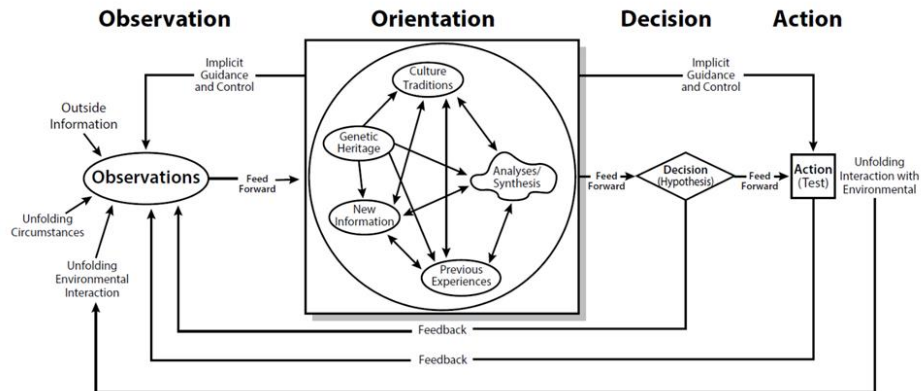 Observation
Orientation
Decision
Action
Implicit
Guidance
and Control
Culture
Traditions
Implicit
Guidance
and Control
Outside
Information
Genetic
Heritage
Observations
Feed
Forward
Analyses/
Synthesis
Feed
Forward
Decision
(Hypothesis)
Feed
Forward
Action
(Test)
Unfolding
Interaction with
Environmental
New
Information
Unfolding
Circumstances
Unfolding
Environmental
Interaction
Previous
Experiences
Feedback
Feedback